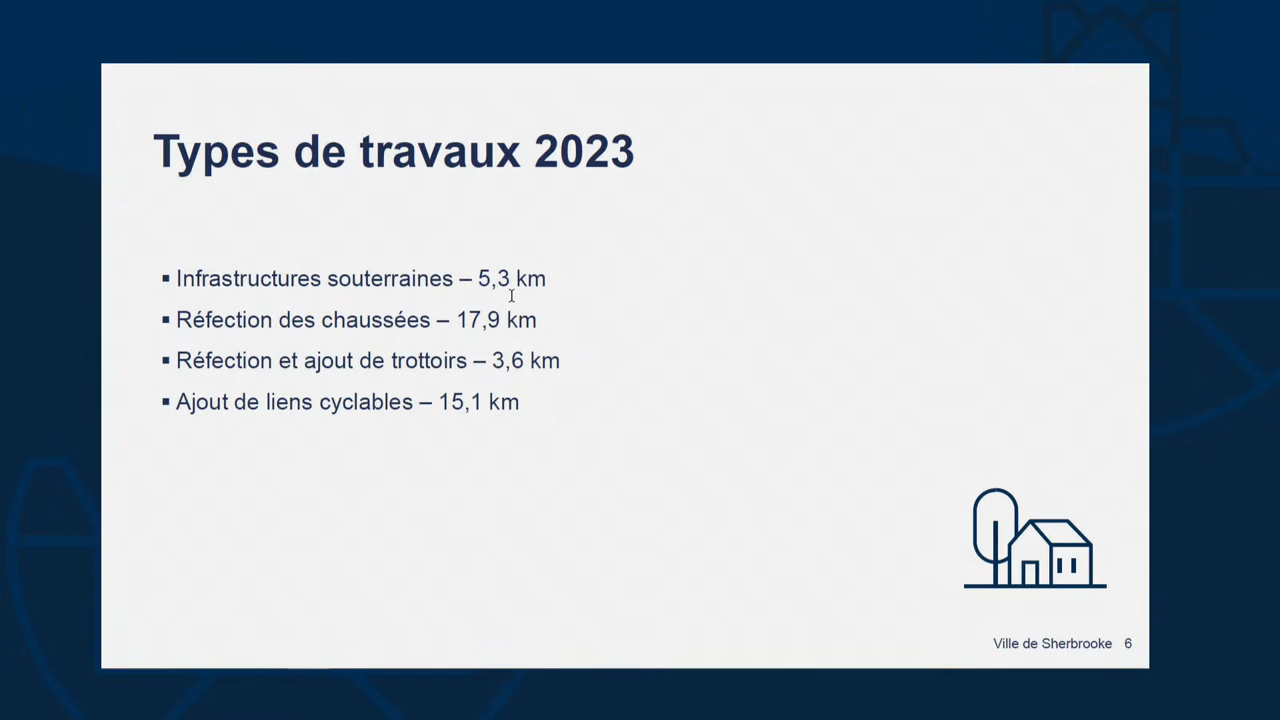 Types de travaux 2023
▪ Infrastructures souterraines – 5,3 km
▪ Réfection des chaussées – 17,9 km
▪ Réfection et ajout de trottoirs – 3,6 km
▪ Ajout de liens cyclables – 15,1 km
Ville de Sherbrooke 6